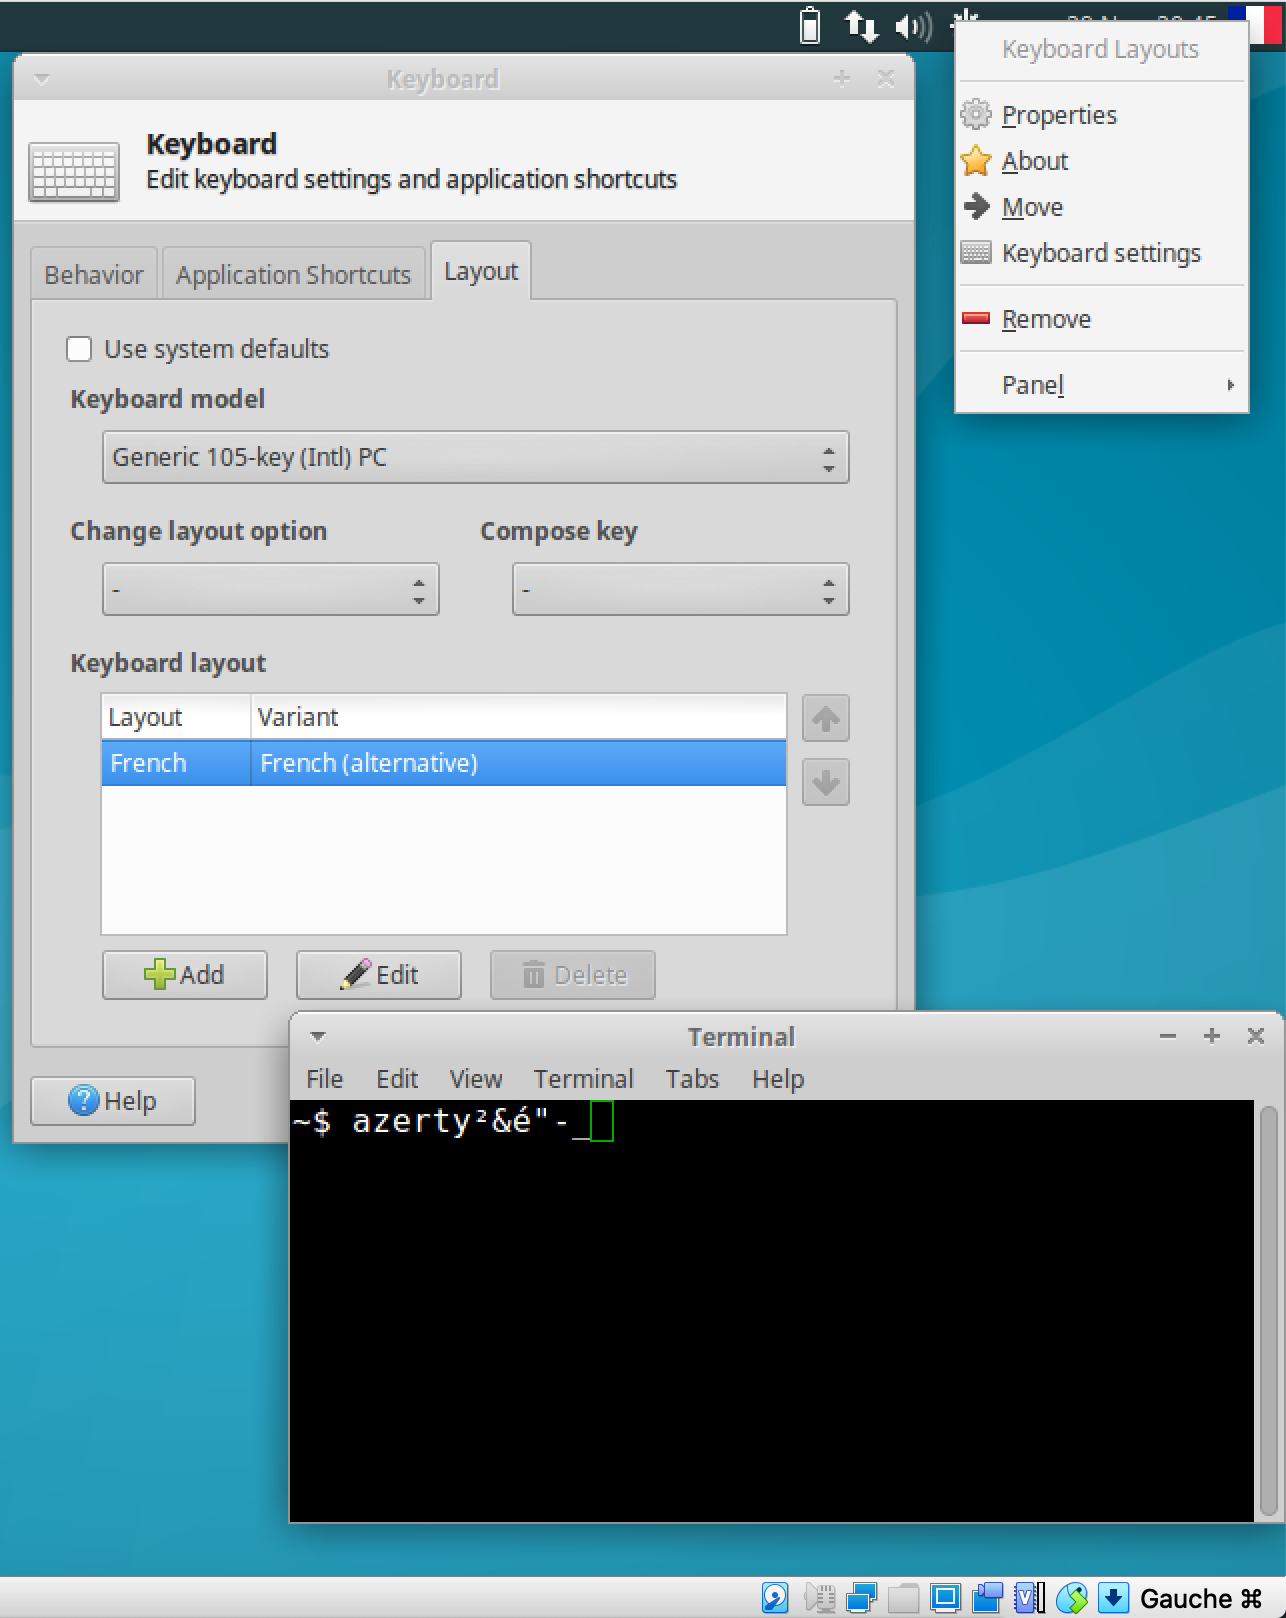 Keyboard Layouts
Properties
About
Move
Keyboard settings
Remove
Panel
Keyboard
Keyboard
Edit keyboard settings and application shortcuts
Behavior Application Shortcuts Layout
Use system defaults
Keyboard model
Generic 105-key (Intl) PC
Change layout option Compose key
- -
Keyboard layout
Layout Variant
French French (alternative)
Add Edit Delete
Help
Terminal
File Edit View Terminal Tabs Help
~$ azerty²&é"-_
Gauche ⌘